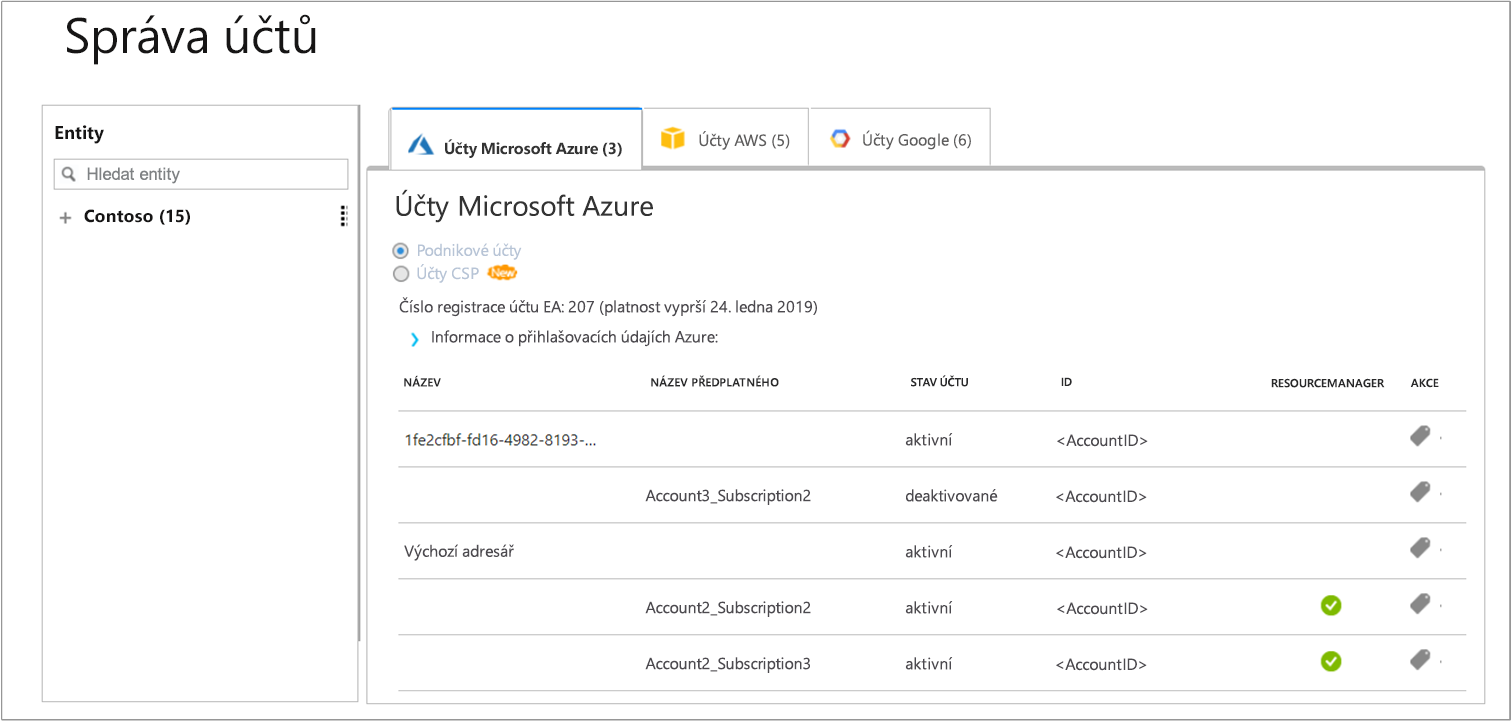 Správa účtů
Entity
Hledat entity
+ Contoso (15)
Účty Microsoft Azure (3)
Účty AWS (5)
Účty Google (6)
Účty Microsoft Azure
Podnikové účty
Účty CSP New
Číslo registrace účtu EA: 207 (platnost vyprší 24. ledna 2019)
Informace o přihlašovacích údajích Azure:
NÁZEV NÁZEV PŘEDPLATNÉHO STAV ÚČTU ID RESOURCEMANAGER AKCE
1fe2cfbf-fd16-4982-8193-... aktivní <AccountID>
Account3_Subscription2 deaktivované <AccountID>
Výchozí adresář aktivní <AccountID>
Account2_Subscription2 aktivní <AccountID>
Account2_Subscription3 aktivní <AccountID>